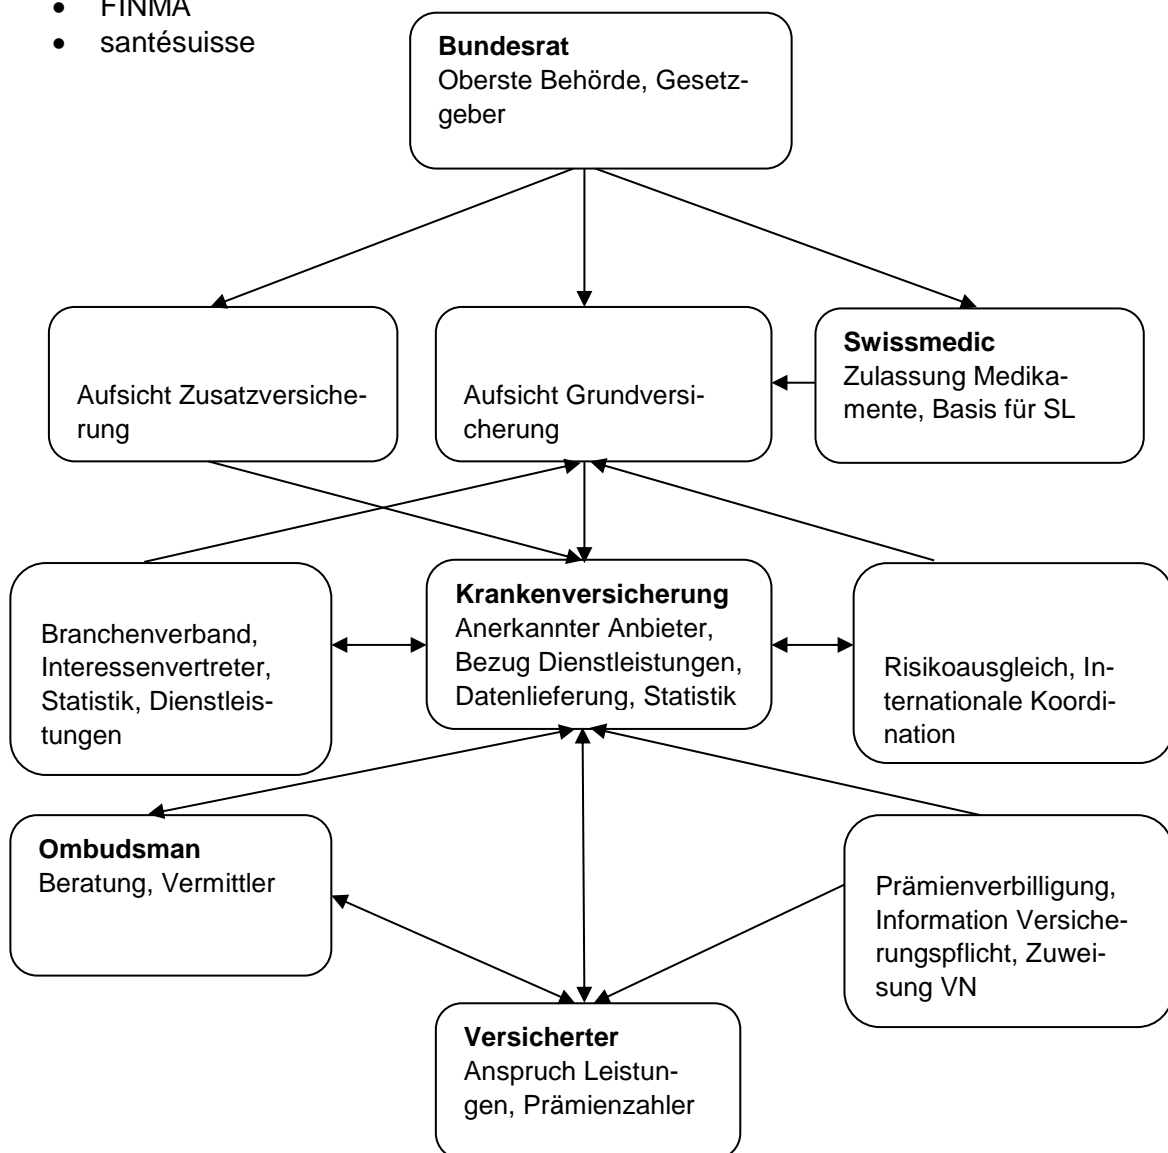 • FINMA
• santésuisse
Bundesrat
Oberste Behörde, Gesetz-
geber
Aufsicht Zusatzversiche-
rung
Aufsicht Grundversi-
cherung
Swissmedic
Zulassung Medika-
mente, Basis für SL
Branchenverband,
Interessenvertreter,
Statistik, Dienstleis-
tungen
Krankenversicherung
Anerkannter Anbieter,
Bezug Dienstleistungen,
Datenlieferung, Statistik
Risikoausgleich, In-
ternationale Koordi-
nation
Ombudsman
Beratung, Vermittler
Prämienverbilligung,
Information Versiche-
rungspflicht, Zuwei-
sung VN
Versicherter
Anspruch Leistun-
gen, Prämienzahler